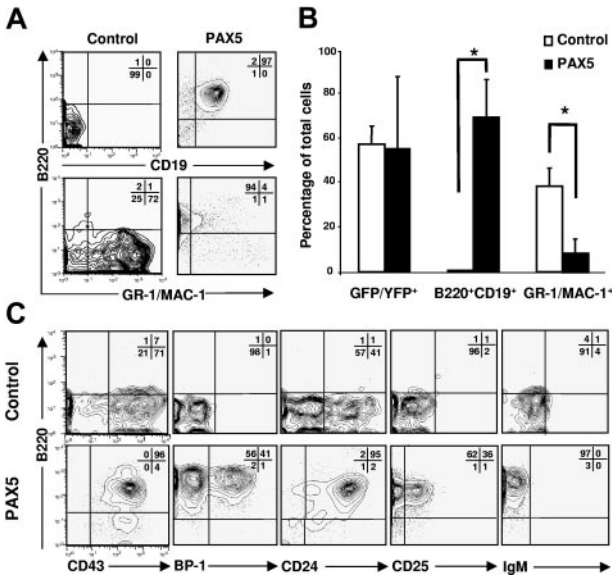 A
Control PAX5
1 0
99 0
2 97
1 0
B220
CD19
2 1
25 72
94 4
1 1
GR-1/MAC-1
B
100
80
60
40
20
0
Percentage of total cells
* *
Control
PAX5
GFP/YFP+ B220+CD19+ GR-1/MAC-1+
C
Control
1 7
21 71
1 0
98 1
1 1
57 41
1 1
96 2
4 1
91 4
B220
PAX5
0 96
0 4
56 41
2 1
2 95
1 2
62 36
1 1
97 0
3 0
CD43 BP-1 CD24 CD25 IgM